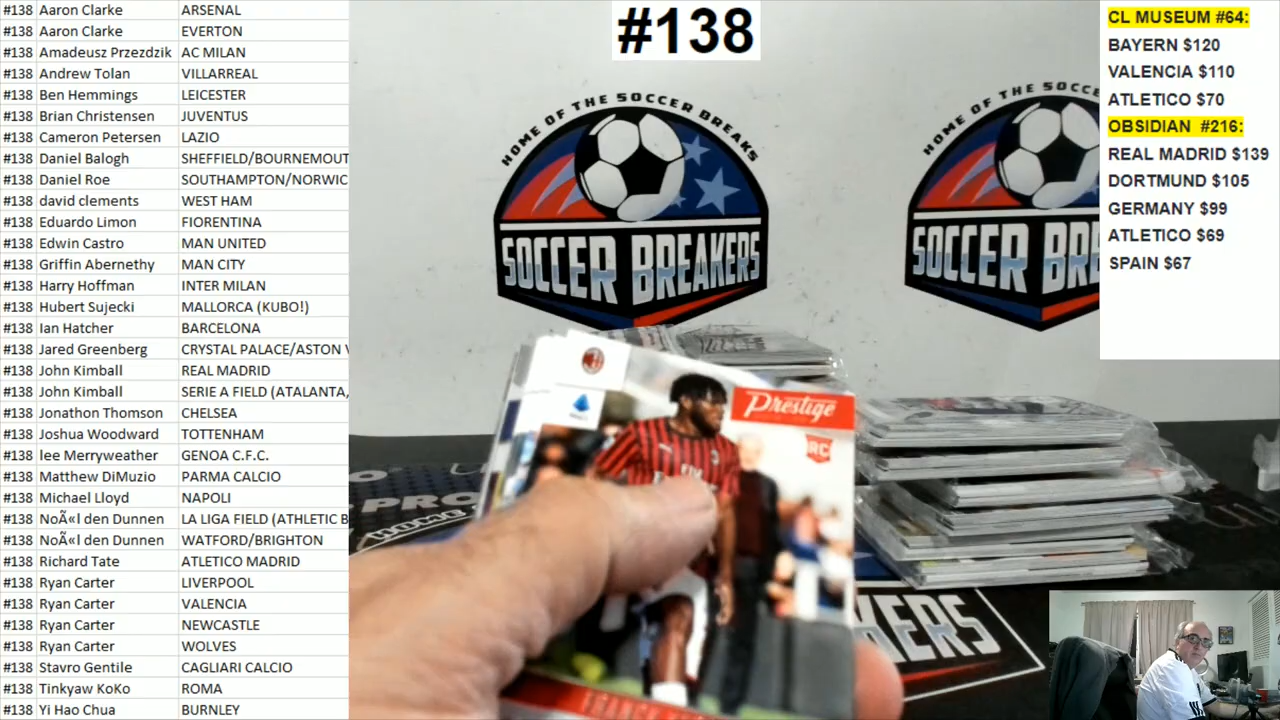 #138 Aaron Clarke ARSENAL
#138 Aaron Clarke EVERTON
#138 Amadeusz Przedzdzik AC MILAN
#138 Andrew Tolan VILLARREAL
#138 Ben Hemmings LEICESTER
#138 Brian Christensen JUVENTUS
#138 Cameron Petersen LAZIO
#138 Daniel Balogh SHEFFIELD/BOURNEMOUT
#138 Daniel Roe SOUTHAMPTON/NORWIC
#138 david clements WEST HAM
#138 Eduardo Limon FIORENTINA
#138 Edwin Castro MAN UNITED
#138 Griffin Abernethy MAN CITY
#138 Harry Hoffman INTER MILAN
#138 Hubert Sujecki MALLORCA (KUBO!)
#138 Ian Hatcher BARCELONA
#138 Jared Greenberg CRYSTAL PALACE/ASTON V
#138 John Kimball REAL MADRID
#138 John Kimball SERIE A FIELD (ATALANTA,
#138 Jonathon Thomson CHELSEA
#138 Joshua Woodward TOTTENHAM
#138 lee Merryweather GENOA C.F.C.
#138 Matthew DiMuzio PARMA CALCIO
#138 Michael Lloyd NAPOLI
#138 NoÃ«l den Dunnen LA LIGA FIELD (ATHLETIC B
#138 NoÃ«l den Dunnen WATFORD/BRIGHTON
#138 Richard Tate ATLETICO MADRID
#138 Ryan Carter LIVERPOOL
#138 Ryan Carter VALENCIA
#138 Ryan Carter NEWCASTLE
#138 Ryan Carter WOLVES
#138 Stavro Gentile CAGLIARI CALCIO
#138 Tinkyaw KoKo ROMA
#138 Yi Hao Chua BURNLEY
#138
HOME OF THE SOCCER BREAKS
SOCCER BREAKERS
HOME OF THE SOCCE
SOCCER BRE
Prestige
RC
PRO
KERS
CL MUSEUM #64:
BAYERN $120
VALENCIA $110
ATLETICO $70
OBSIDIAN #216:
REAL MADRID $139
DORTMUND $105
GERMANY $99
ATLETICO $69
SPAIN $67